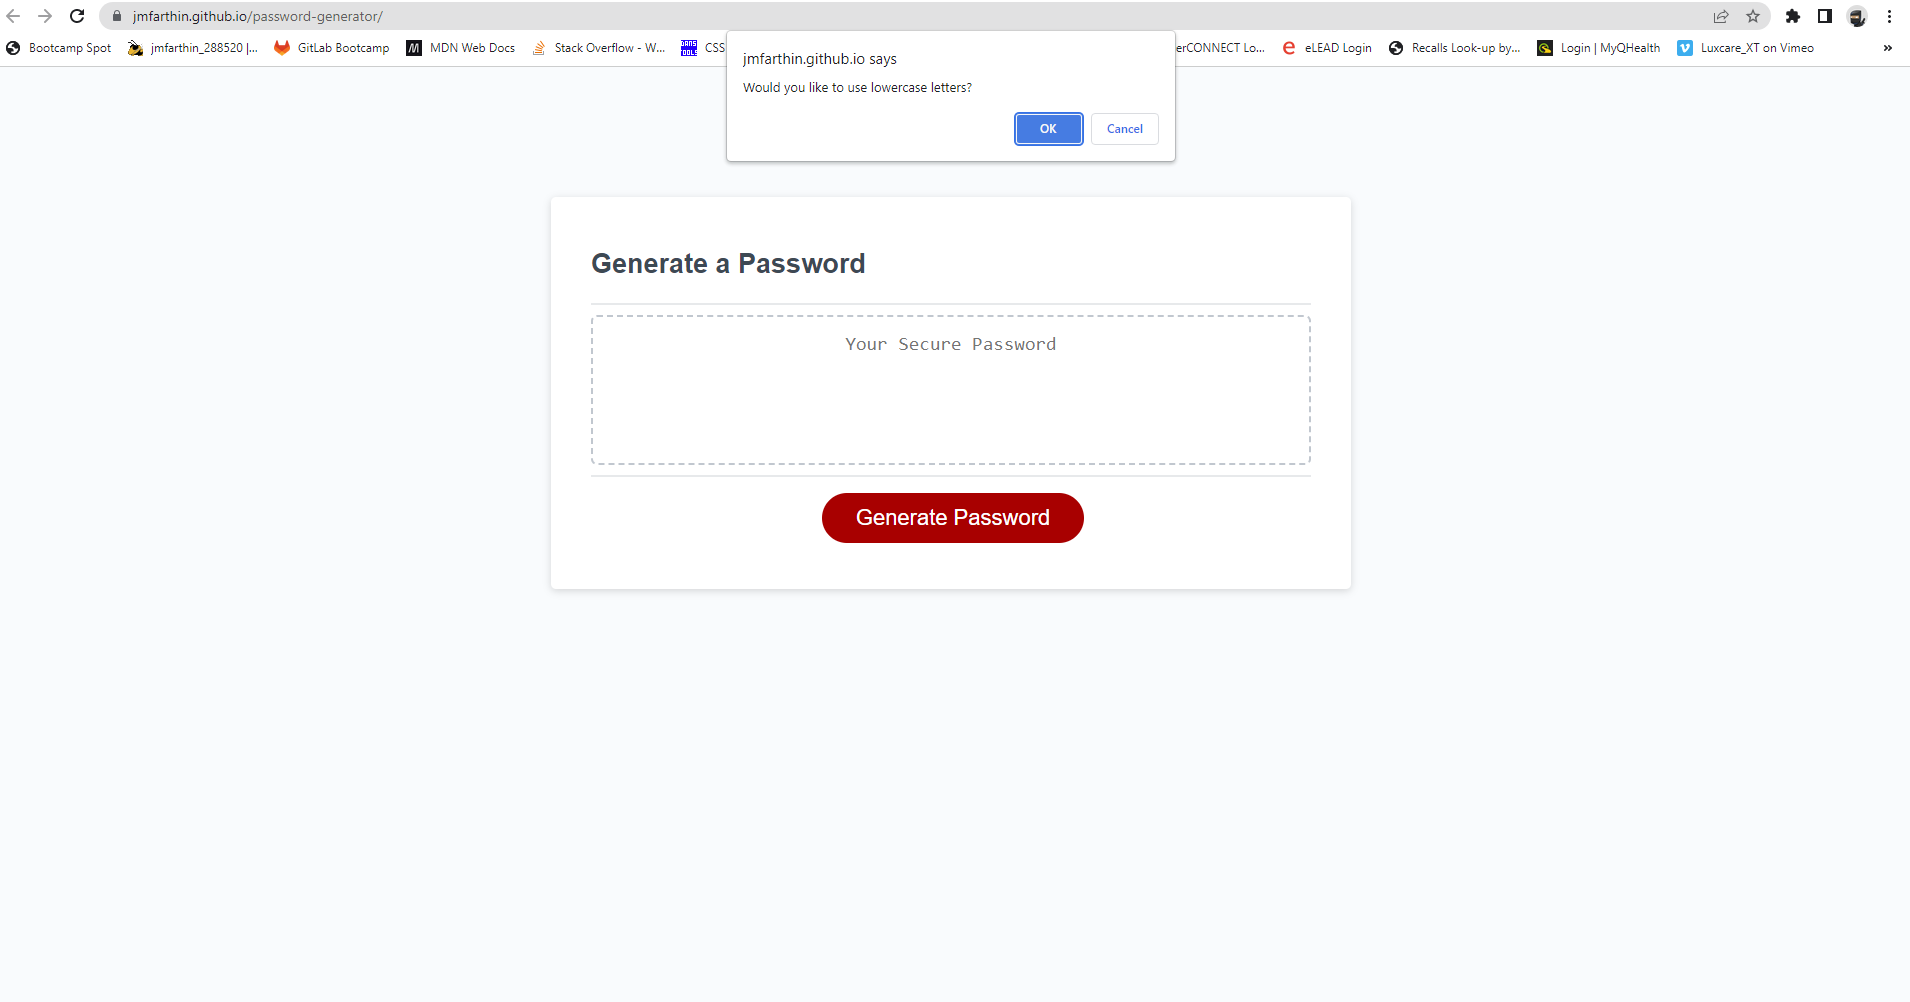 jmfarthin.github.io/password-generator/
Bootcamp Spot jmfarthin_288520 |... GitLab Bootcamp MDN Web Docs Stack Overflow - W... CSS erCONNECT Lo... eLEAD Login Recalls Look-up by... Login | MyQHealth Luxcare_XT on Vimeo »
jmfarthin.github.io says
Would you like to use lowercase letters?
OK Cancel
Generate a Password
Your Secure Password
Generate Password